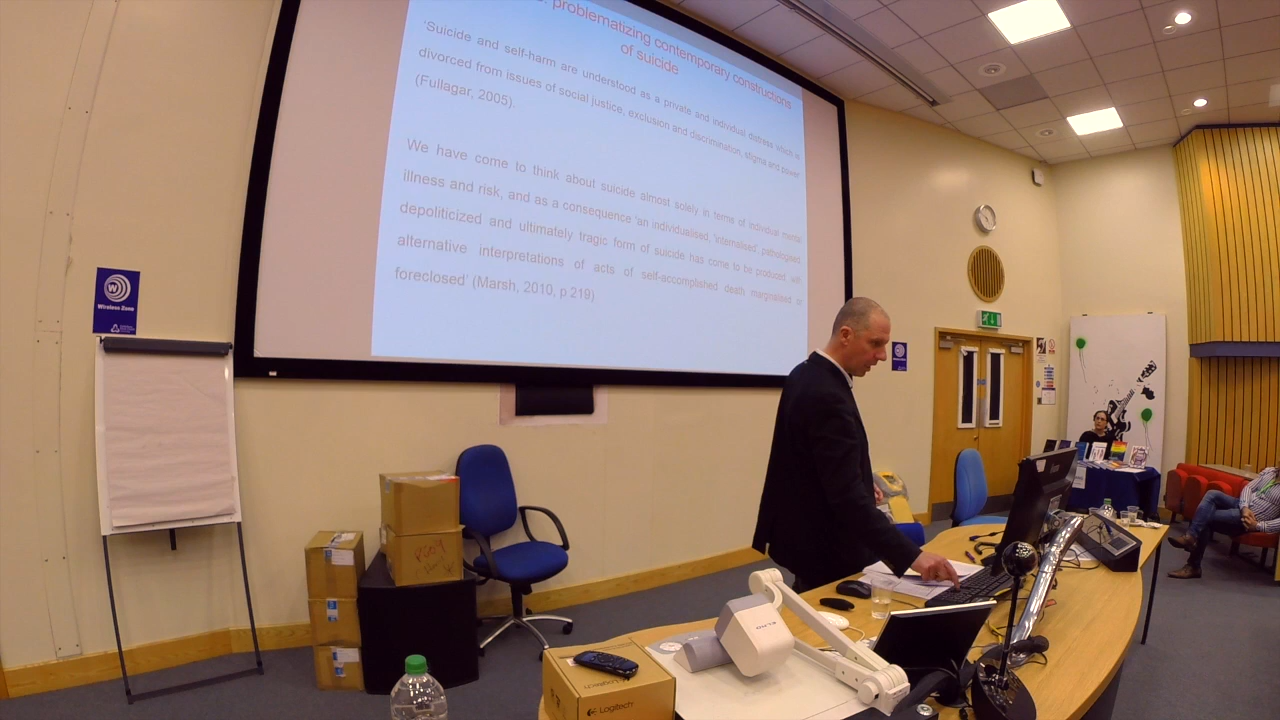 problematizing contemporary constructions
of suicide
‘Suicide and self-harm are understood as a private and individual distress which is
divorced from issues of social justice, exclusion and discrimination, stigma and power’
(Fullagar, 2005).
We have come to think about suicide almost solely in terms of individual mental
illness and risk, and as a consequence ‘an individualised, ‘internalised’, pathologised,
depoliticized and ultimately tragic form of suicide has come to be produced with
alternative interpretations of acts of self-accomplished death marginalised or
foreclosed’ (Marsh, 2010, p 219)
W
Wireless Zone
ELMO
Logitech